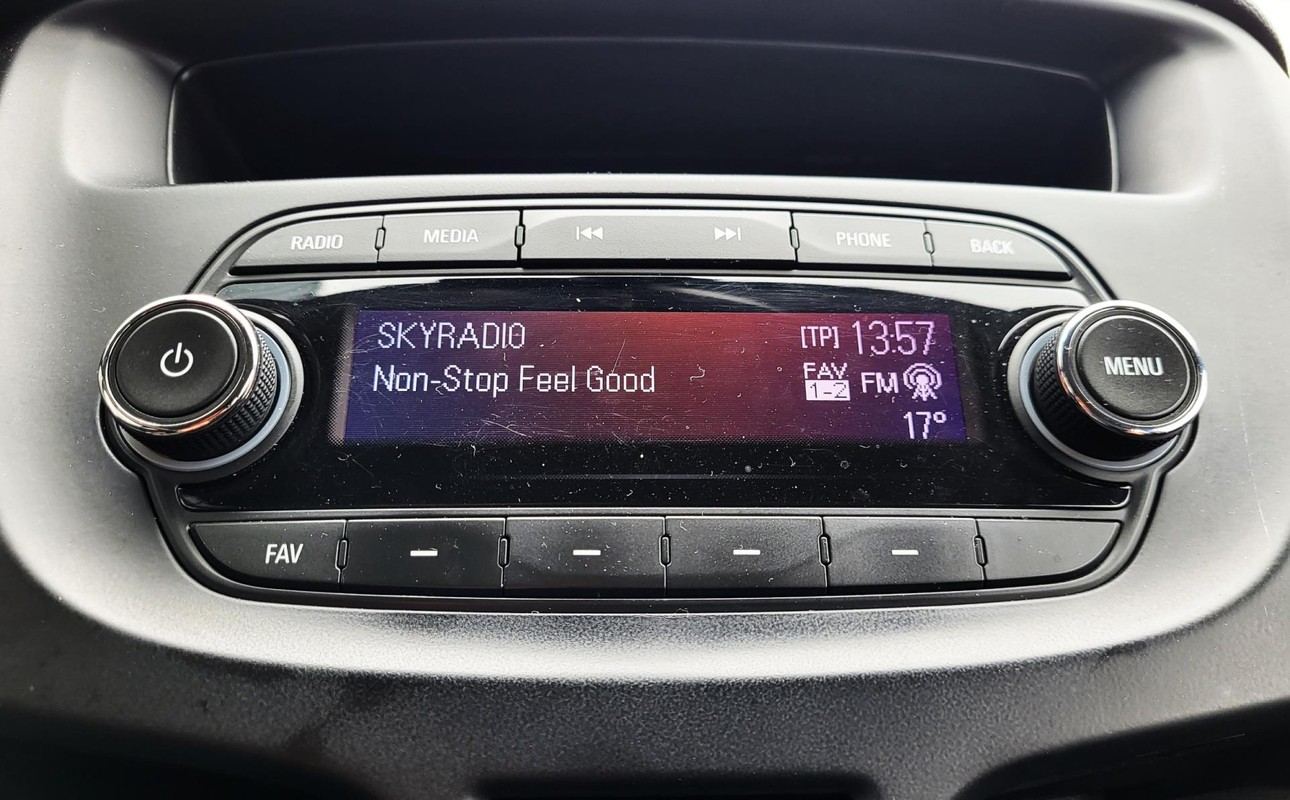 RADIO MEDIA PHONE BACK
SKYRADIO [TP] 13:57
Non-Stop Feel Good FAV 1-2 FM
17°
MENU
FAV